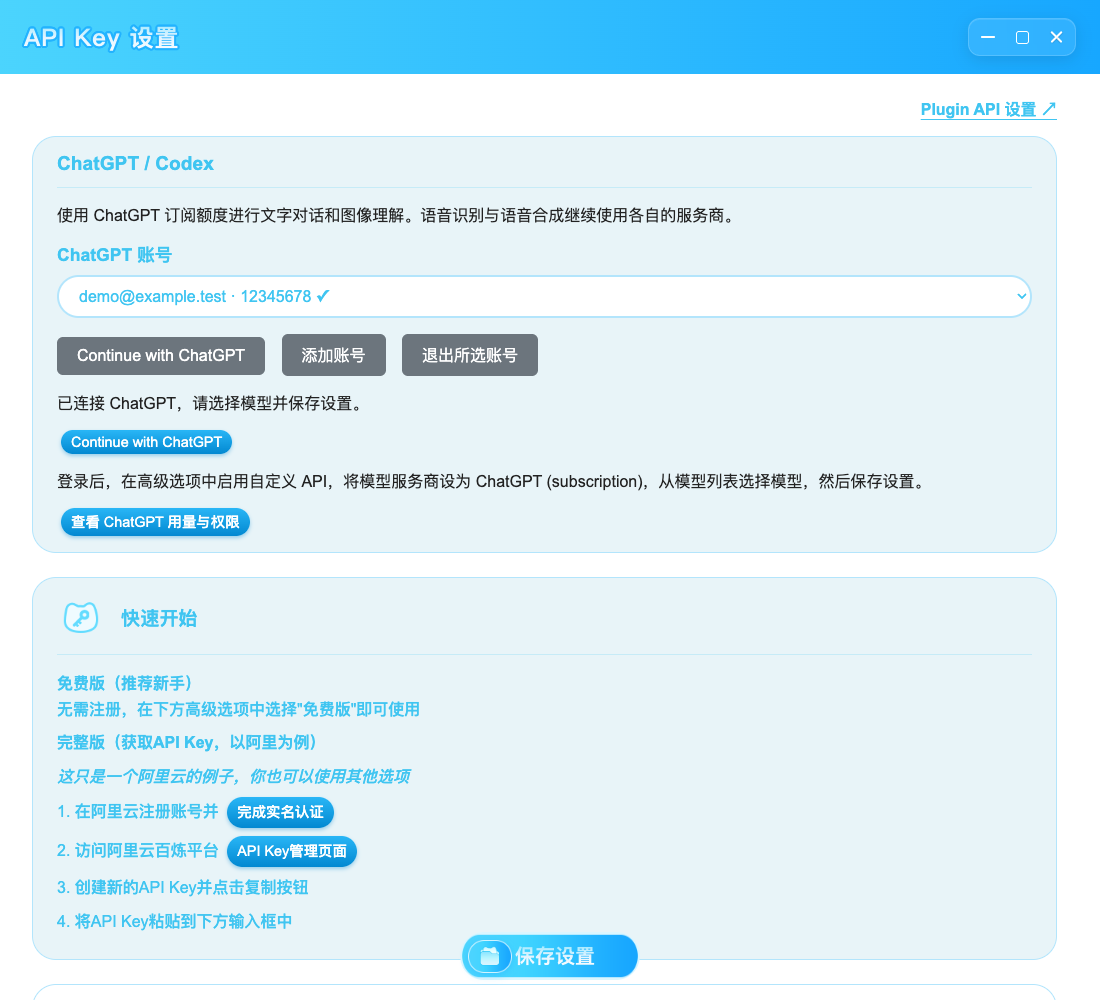 API Key 设置
Plugin API 设置 ↗
ChatGPT / Codex
使用 ChatGPT 订阅额度进行文字对话和图像理解。语音识别与语音合成继续使用各自的服务商。
ChatGPT 账号
demo@example.test · 12345678 ✓
Continue with ChatGPT 添加账号 退出所选账号
已连接 ChatGPT，请选择模型并保存设置。
Continue with ChatGPT
登录后，在高级选项中启用自定义 API，将模型服务商设为 ChatGPT (subscription)，从模型列表选择模型，然后保存设置。
查看 ChatGPT 用量与权限
快速开始
免费版（推荐新手）
无需注册，在下方高级选项中选择"免费版"即可使用
完整版（获取API Key，以阿里为例）
这只是一个阿里云的例子，你也可以使用其他选项
1. 在阿里云注册账号并 完成实名认证
2. 访问阿里云百炼平台 API Key管理页面
3. 创建新的API Key并点击复制按钮
4. 将API Key粘贴到下方输入框中
保存设置